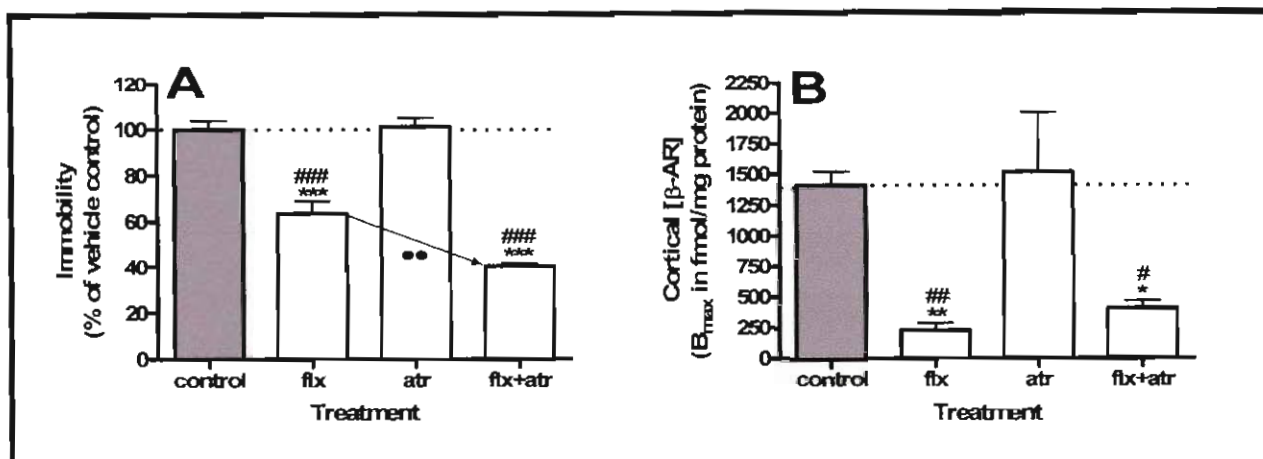 A
Immobility
(% of vehicle control)
120
100
80
60
40
20
0
###
***
••
###
***
control flx atr flx+atr
Treatment
B
Cortical [β-AR]
(Bmax in fmol/mg protein)
2250
2000
1750
1500
1250
1000
750
500
250
0
##
**
#
*
control flx atr flx+atr
Treatment